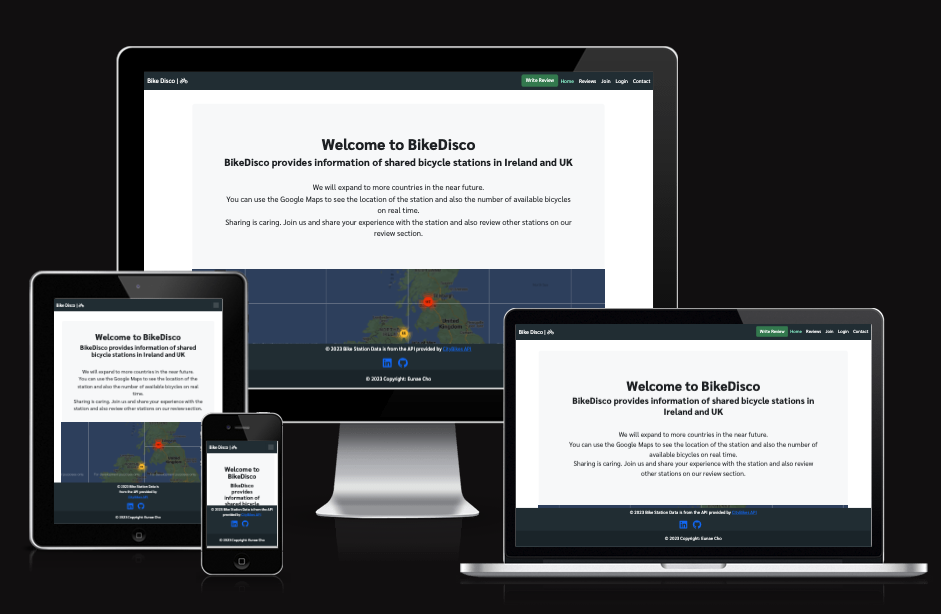 Bike Disco |
Write Review Home Reviews Join Login Contact
Welcome to BikeDisco
BikeDisco provides information of shared bicycle stations in Ireland and UK
We will expand to more countries in the near future.
You can use the Google Maps to see the location of the station and also the number of available bicycles
on real time.
Sharing is caring. Join us and share your experience with the station and also review other stations on our
review section.
United
Kingdom
© 2023 Bike Station Data is from the API provided by CityBikes API
© 2023 Copyright: Eunae Cho
Bike Disco |
Welcome to BikeDisco
BikeDisco provides information of shared
bicycle stations in Ireland and UK
We will expand to more countries in the near future.
You can use the Google Maps to see the location of the
station and also the number of available bicycles on real
time.
Sharing is caring. Join us and share your experience with the
station and also review other stations on our review section.
© 2023 Bike Station Data is
from the API provided by
© 2023 Copyright: Eunae Cho
Bike Disco |
Welcome to
BikeDisco
BikeDisco
provides
information of
shared bicycle
© 2023 Bike Station Data is from the API
provided by CityBikes API
© 2023 Copyright: Eunae Cho
Bike Disco |
Write Review Home Reviews Join Login Contact
Welcome to BikeDisco
BikeDisco provides information of shared bicycle stations in
Ireland and UK
We will expand to more countries in the near future.
You can use the Google Maps to see the location of the station and also the number of
available bicycles on real time.
Sharing is caring. Join us and share your experience with the station and also review
other stations on our review section.
© 2023 Bike Station Data is from the API provided by CityBikes API
© 2023 Copyright: Eunae Cho